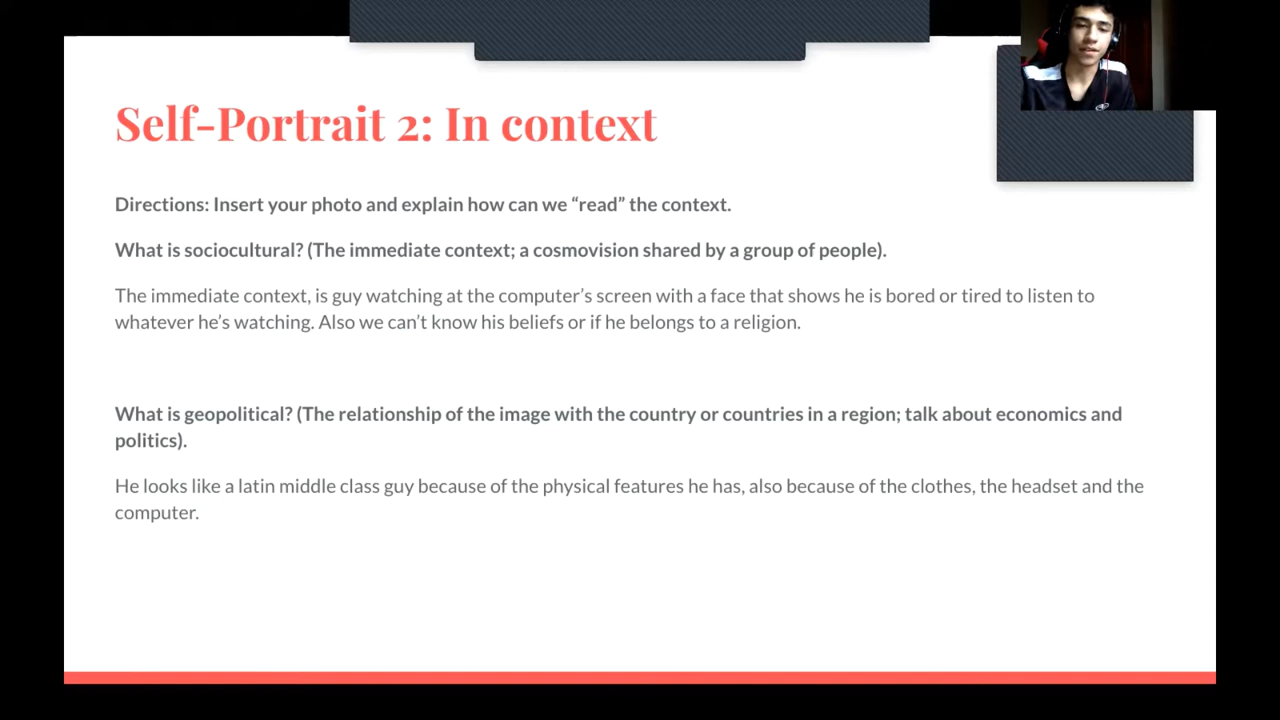 Self-Portrait 2: In context
Directions: Insert your photo and explain how can we “read” the context.
What is sociocultural? (The immediate context; a cosmovision shared by a group of people).
The immediate context, is guy watching at the computer’s screen with a face that shows he is bored or tired to listen to
whatever he’s watching. Also we can’t know his beliefs or if he belongs to a religion.
What is geopolitical? (The relationship of the image with the country or countries in a region; talk about economics and
politics).
He looks like a latin middle class guy because of the physical features he has, also because of the clothes, the headset and the
computer.